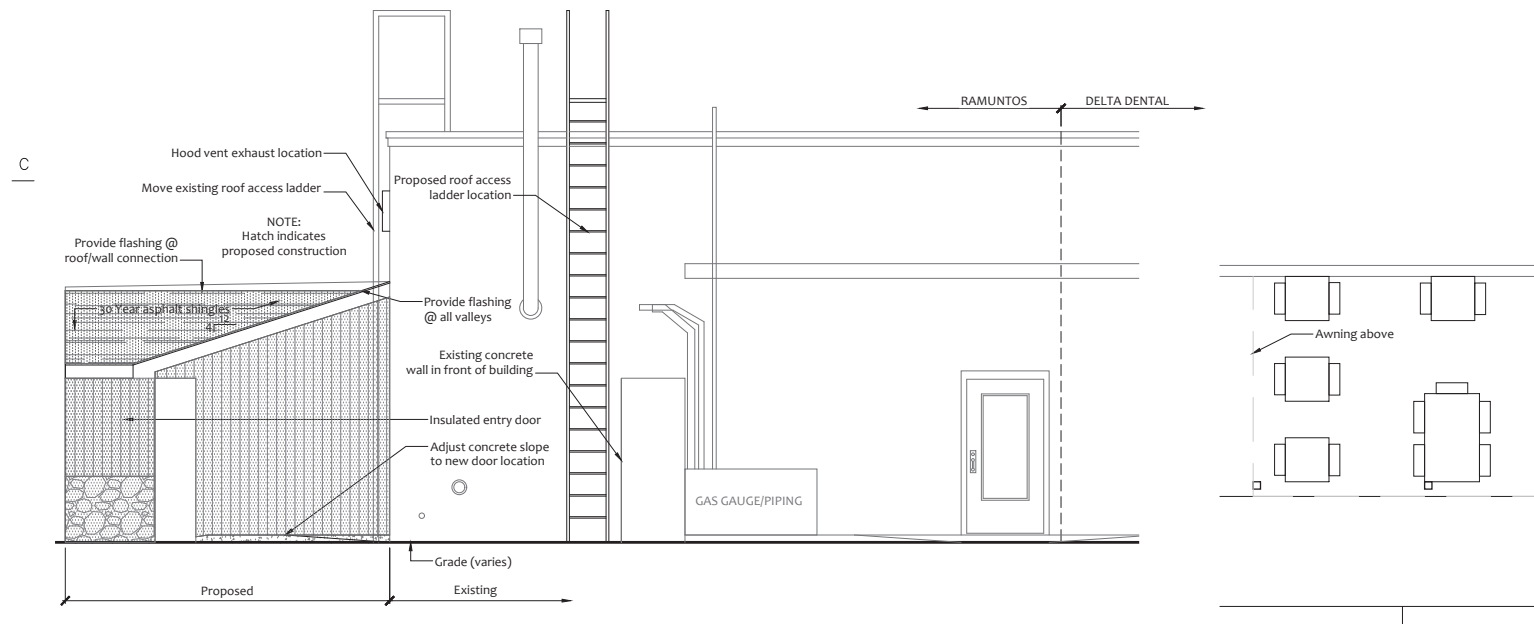 RAMUNTOS
DELTA DENTAL
C
Hood vent exhaust location
Move existing roof access ladder
Proposed roof access
ladder location
NOTE:
Hatch indicates
proposed construction
Provide flashing @
roof/wall connection
30 Year asphalt shingles
12
4
Provide flashing
@ all valleys
Awning above
Existing concrete
wall in front of building
Insulated entry door
Adjust concrete slope
to new door location
GAS GAUGE/PIPING
Grade (varies)
Proposed
Existing